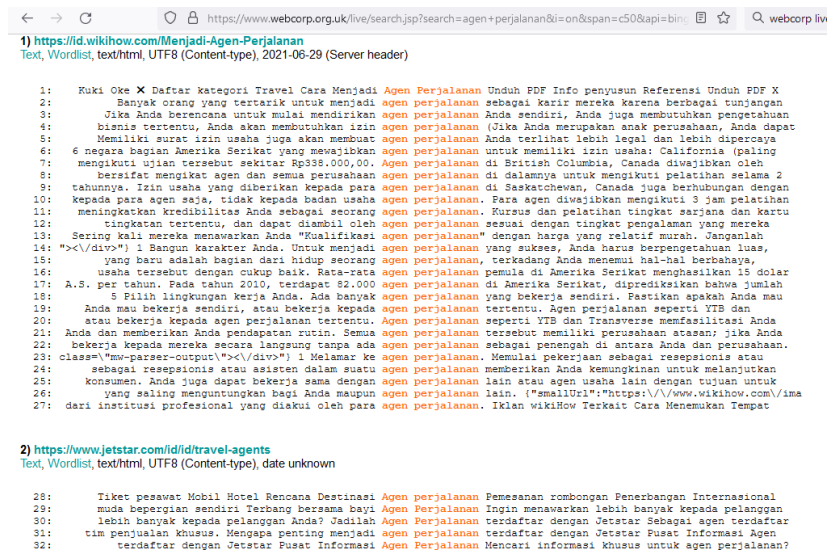 https://www.webcorp.org.uk/live/search.jsp?search=agen+perjalanan&i=on&span=c50&api=bing
webcorp live
1) https://id.wikihow.com/Menjadi-Agen-Perjalanan
Text, Wordlist, text/html, UTF8 (Content-type), 2021-06-29 (Server header)
1: Kuki Oke ✕ Daftar kategori Travel Cara Menjadi Agen Perjalanan Unduh PDF Info penyusun Referensi Unduh PDF X
2: Banyak orang yang tertarik untuk menjadi agen perjalanan sebagai karir mereka karena berbagai tunjangan
3: Jika Anda berencana untuk mulai mendirikan agen perjalanan Anda sendiri, Anda juga membutuhkan pengetahuan
4: bisnis tertentu, Anda akan membutuhkan izin agen perjalanan (Jika Anda merupakan anak perusahaan, Anda dapat
5: Memiliki surat izin usaha juga akan membuat agen perjalanan Anda terlihat lebih legal dan lebih dipercaya
6: 6 negara bagian Amerika Serikat yang mewajibkan agen perjalanan untuk memiliki izin usaha: California (paling
7: mengikuti ujian tersebut sekitar Rp338.000,00. Agen perjalanan di British Columbia, Canada diwajibkan oleh
8: bersifat mengikat agen dan semua perusahaan agen perjalanan di dalamnya untuk mengikuti pelatihan selama 2
9: tahunnya. Izin usaha yang diberikan kepada para agen perjalanan di Saskatchewan, Canada juga berhubungan dengan
10: kepada para agen saja, tidak kepada badan usaha agen perjalanan. Para agen diwajibkan mengikuti 3 jam pelatihan
11: meningkatkan kredibilitas Anda sebagai seorang agen perjalanan. Kursus dan pelatihan tingkat sarjana dan kartu
12: tingkatan tertentu, dan dapat diambil oleh agen perjalanan sesuai dengan tingkat pengalaman yang mereka
13: Sering kali mereka menawarkan Anda "Kualifikasi agen perjalanan" dengan harga yang relatif murah. Janganlah
14: "><\/div>"} 1 Bangun karakter Anda. Untuk menjadi agen perjalanan yang sukses, Anda harus berpengetahuan luas,
15: yang baru adalah bagian dari hidup seorang agen perjalanan, terkadang Anda menemui hal-hal berbahaya,
16: usaha tersebut dengan cukup baik. Rata-rata agen perjalanan pemula di Amerika Serikat menghasilkan 15 dolar
17: A.S. per tahun. Pada tahun 2010, terdapat 82.000 agen perjalanan di Amerika Serikat, diprediksikan bahwa jumlah
18: 5 Pilih lingkungan kerja Anda. Ada banyak agen perjalanan yang bekerja sendiri. Pastikan apakah Anda mau
19: Anda mau bekerja sendiri, atau bekerja kepada agen perjalanan tertentu. Agen perjalanan seperti YTB dan
20: atau bekerja kepada agen perjalanan tertentu. Agen perjalanan seperti YTB dan Transverse memfasilitasi Anda
21: Anda dan memberikan Anda pendapatan rutin. Semua agen perjalanan tersebut memiliki perusahaan atasan; jika Anda
22: bekerja kepada mereka secara langsung tanpa ada agen perjalanan sebagai penengah di antara Anda dan perusahaan.
23: class=\"mw-parser-output\"><\/div>"} 1 Melamar ke agen perjalanan. Memulai pekerjaan sebagai resepsionis atau
24: sebagai resepsionis atau asisten dalam suatu agen perjalanan memberikan Anda kemungkinan untuk melanjutkan
25: konsumen. Anda juga dapat bekerja sama dengan agen perjalanan lain atau agen usaha lain dengan tujuan untuk
26: yang saling menguntungkan bagi Anda maupun agen perjalanan lain. {"smallUrl":"https:\/\/www.wikihow.com\/ima
27: dari institusi profesional yang diakui oleh para agen perjalanan. Iklan wikiHow Terkait Cara Menemukan Tempat
2) https://www.jetstar.com/id/id/travel-agents
Text, Wordlist, text/html, UTF8 (Content-type), date unknown
28: Tiket pesawat Mobil Hotel Rencana Destinasi Agen Perjalanan Pemesanan rombongan Penerbangan Internasional
29: muda bepergian sendiri Terbang bersama bayi Agen Perjalanan Ingin menawarkan lebih banyak kepada pelanggan
30: lebih banyak kepada pelanggan Anda? Jadilah Agen Perjalanan terdaftar dengan Jetstar Sebagai agen terdaftar
31: tim penjualan khusus. Mengapa penting menjadi agen perjalanan terdaftar dengan Jetstar Pusat Informasi Agen
32: terdaftar dengan Jetstar Pusat Informasi Agen Perjalanan Mencari informasi khusus untuk agen perjalanan?